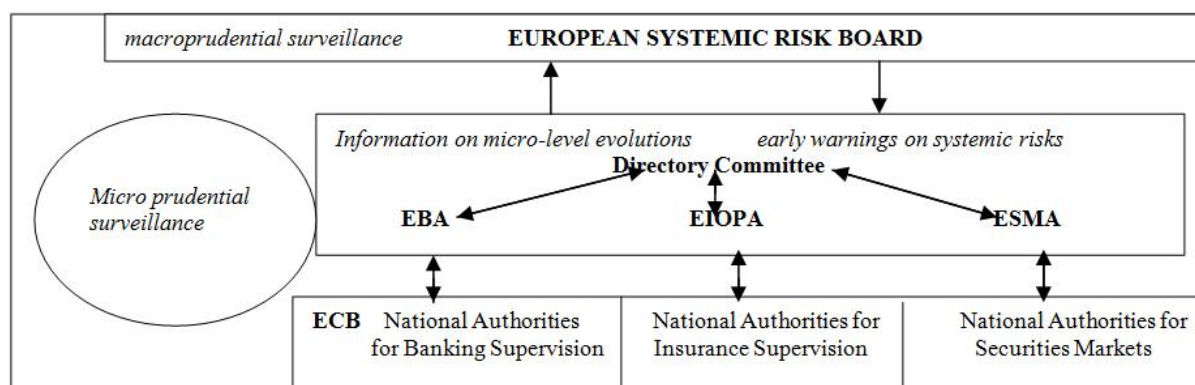 macroprudential surveillance EUROPEAN SYSTEMIC RISK BOARD
Information on micro-level evolutions early warnings on systemic risks
Directory Committee
Micro prudential
surveillance
EBA EIOPA ESMA
ECB National Authorities
for Banking Supervision
National Authorities for
Insurance Supervision
National Authorities for
Securities Markets